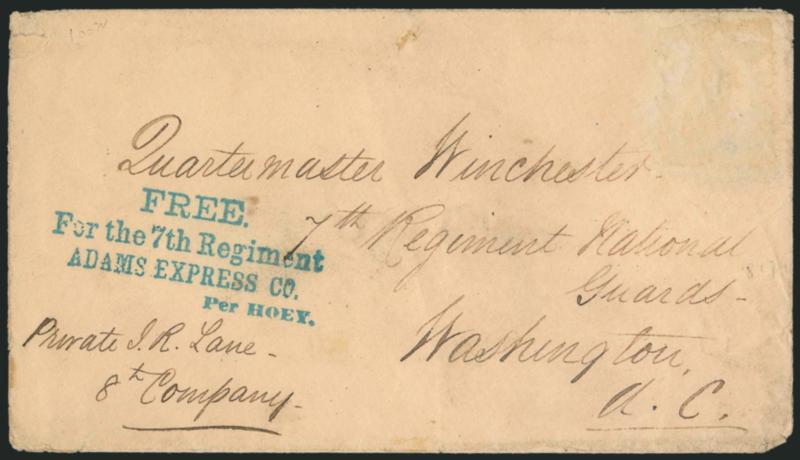 Quartermaster Winchester
7th Regiment National
Guards-
Washington,
d. C.
FREE.
For the 7th Regiment
ADAMS EXPRESS CO.
Per HOEY.
Private J. R. Lane-
8th Company-